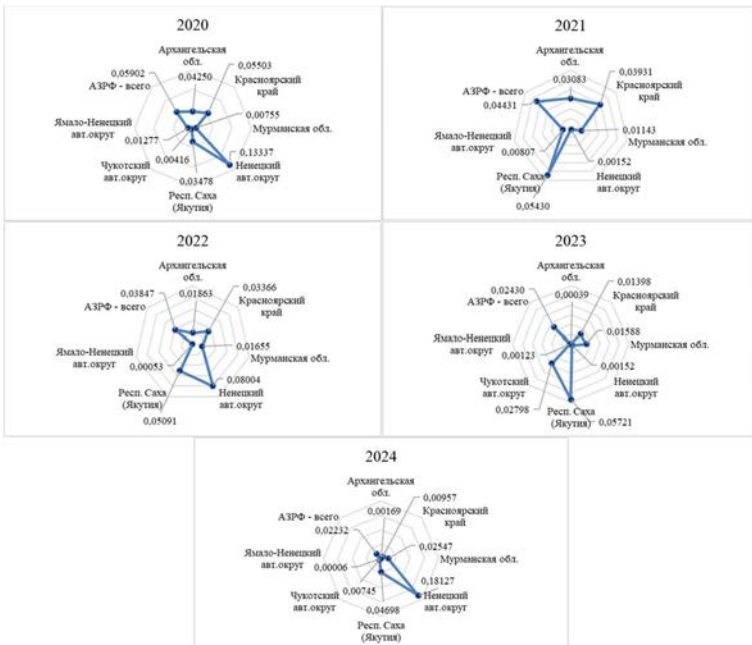 2020
Архангельская
обл.
0,05503
0,05902
0,04250
Красноярский
край
АЗРФ - всего
0,00755
Ямало-Ненецкий
авт.округ
Мурманская обл.
0,01277
0,00416
0,13337
Чукотский
авт.округ
Ненецкий
авт.округ
0,03478
Респ. Саха
(Якутия)
2021
Архангельская
обл.
0,03931
0,03083
Красноярский
край
АЗРФ - всего
0,04431
Ямало-Ненецкий
авт.округ
0,01143
Мурманская обл.
0,00807
0,00152
Респ. Саха
(Якутия)
Ненецкий
авт.округ
0,05430
2022
Архангельская
обл.
0,03366
0,03847
0,01863
Красноярский
край
АЗРФ - всего
Ямало-Ненецкий
авт.округ
0,01655
Мурманская обл.
0,00053
0,08004
Респ. Саха
(Якутия)
Ненецкий
авт.округ
0,05091
2023
Архангельская
обл.
0,01398
0,02430
0,00039
Красноярский
край
АЗРФ - всего
0,01588
Ямало-Ненецкий
авт.округ
Мурманская обл.
0,00123
0,00152
Чукотский
авт.округ
Ненецкий
авт.округ
0,02798
Респ. Саха
(Якутия)
0,05721
2024
Архангельская
обл.
0,00957
0,00169
Красноярский
край
АЗРФ - всего
0,02232
0,02547
Ямало-Ненецкий
авт.округ
Мурманская обл.
0,00006
0,18127
0,00745
Чукотский
авт.округ
Ненецкий
авт.округ
0,04698
Респ. Саха
(Якутия)